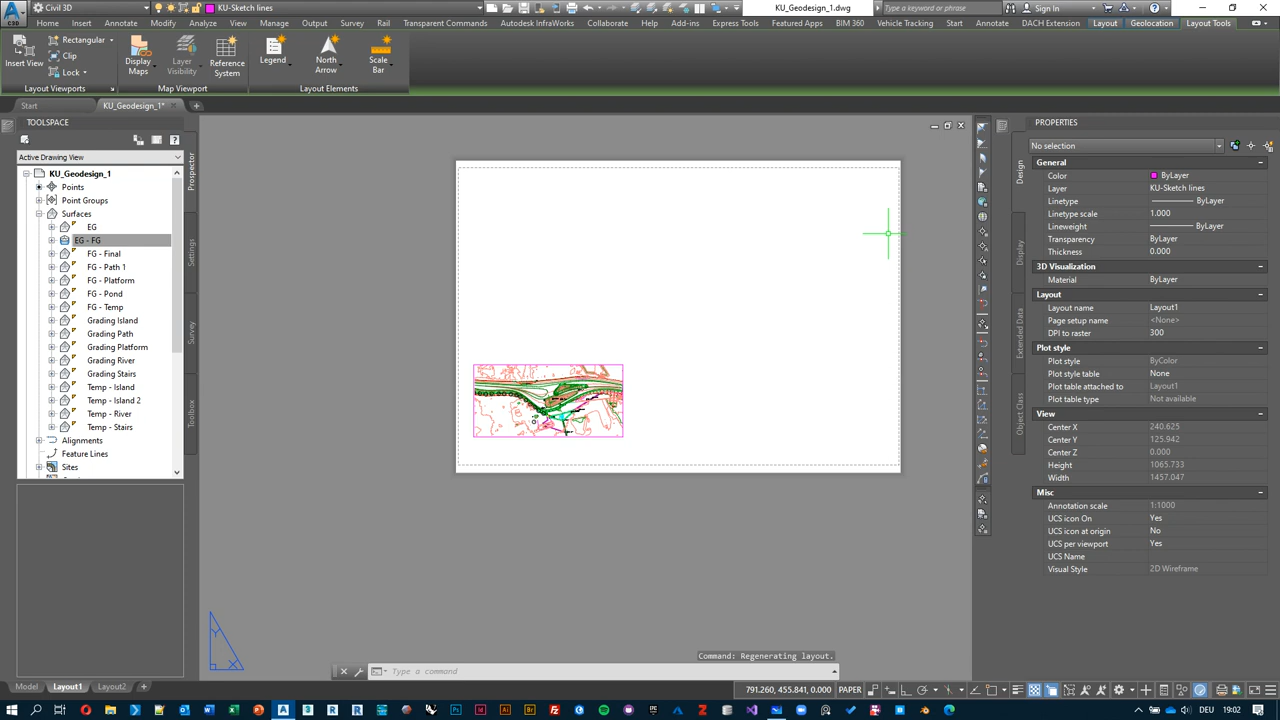 Civil 3D
KU-Sketch lines
KU_Geodesign_1.dwg
Type a keyword or phrase
Sign In
Home
Insert
Annotate
Modify
Analyze
View
Manage
Output
Survey
Rail
Transparent Commands
Autodesk InfraWorks
Collaborate
Help
Add-ins
Express Tools
Featured Apps
BIM 360
Vehicle Tracking
Start
Annotate
DACH Extension
Layout
Geolocation
Layout Tools
Insert View
Rectangular
Clip
Lock
Display Maps
Layer Visibility
Reference System
Legend
North Arrow
Scale Bar
Layout Viewports
Map Viewport
Layout Elements
Start
KU_Geodesign_1*
TOOLSPACE
Active Drawing View
KU_Geodesign_1
Points
Point Groups
Surfaces
EG
EG - FG
FG - Final
FG - Path 1
FG - Platform
FG - Pond
FG - Temp
Grading Island
Grading Path
Grading Platform
Grading River
Grading Stairs
Temp - Island
Temp - Island 2
Temp - River
Temp - Stairs
Alignments
Feature Lines
Sites
Prospector
Settings
Survey
Toolbox
Y
X
Command: Regenerating layout.
Type a command
PROPERTIES
No selection
Design
Display
Extended Data
Object Class
General
Color ByLayer
Layer KU-Sketch lines
Linetype ByLayer
Linetype scale 1.000
Lineweight ByLayer
Transparency ByLayer
Thickness 0.000
3D Visualization
Material ByLayer
Layout
Layout name Layout1
Page setup name <None>
DPI to raster 300
Plot style
Plot style ByColor
Plot style table None
Plot table attached to Layout1
Plot table type Not available
View
Center X 240.625
Center Y 125.942
Center Z 0.000
Height 1065.733
Width 1457.047
Misc
Annotation scale 1:1000
UCS icon On Yes
UCS icon at origin No
UCS per viewport Yes
UCS Name
Visual Style 2D Wireframe
Model
Layout1
Layout2
791.260, 455.841, 0.000
PAPER
DEU
19:02